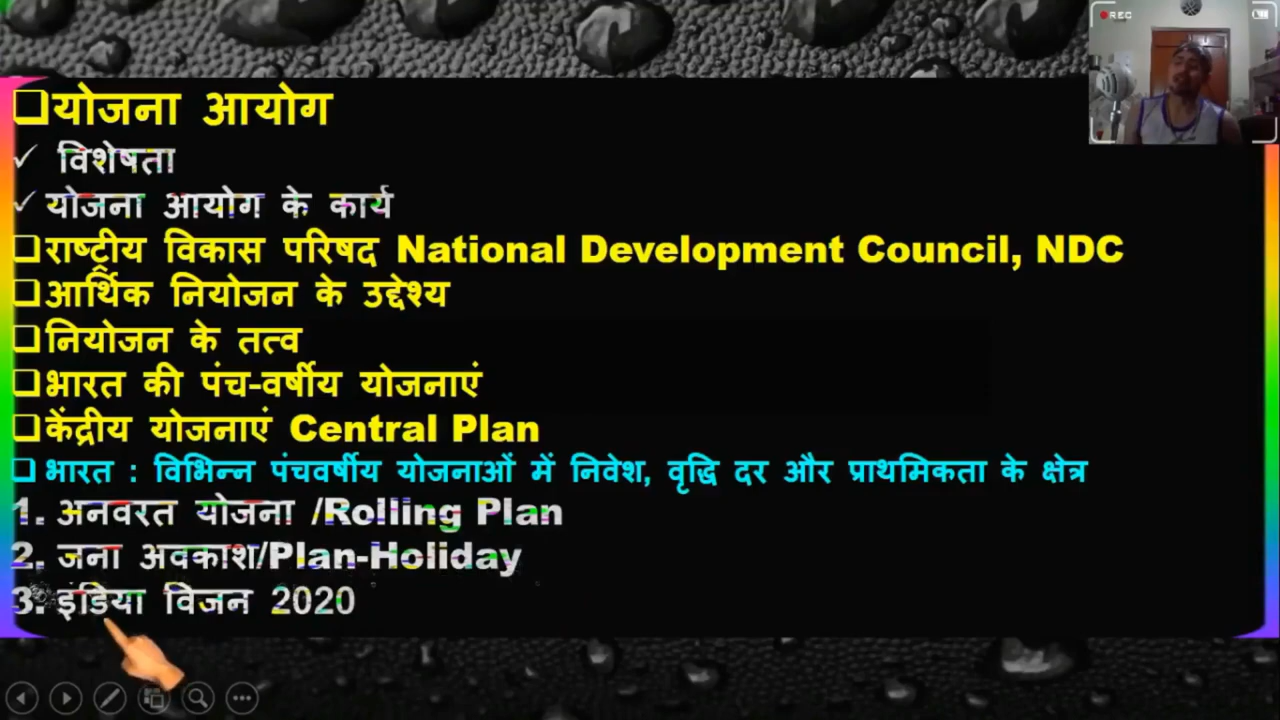 योजना आयोग
विशेषता
योजना आयोग के कार्य
राष्ट्रीय विकास परिषद National Development Council, NDC
आर्थिक नियोजन के उद्देश्य
नियोजन के तत्व
भारत की पंच-वर्षीय योजनाएं
केंद्रीय योजनाएं Central Plan
भारत : विभिन्न पंचवर्षीय योजनाओं में निवेश, वृद्धि दर और प्राथमिकता के क्षेत्र
1. अनवरत योजना /Rolling Plan
2. जना अवकाश/Plan-Holiday
3. इंडिया विजन 2020
REC